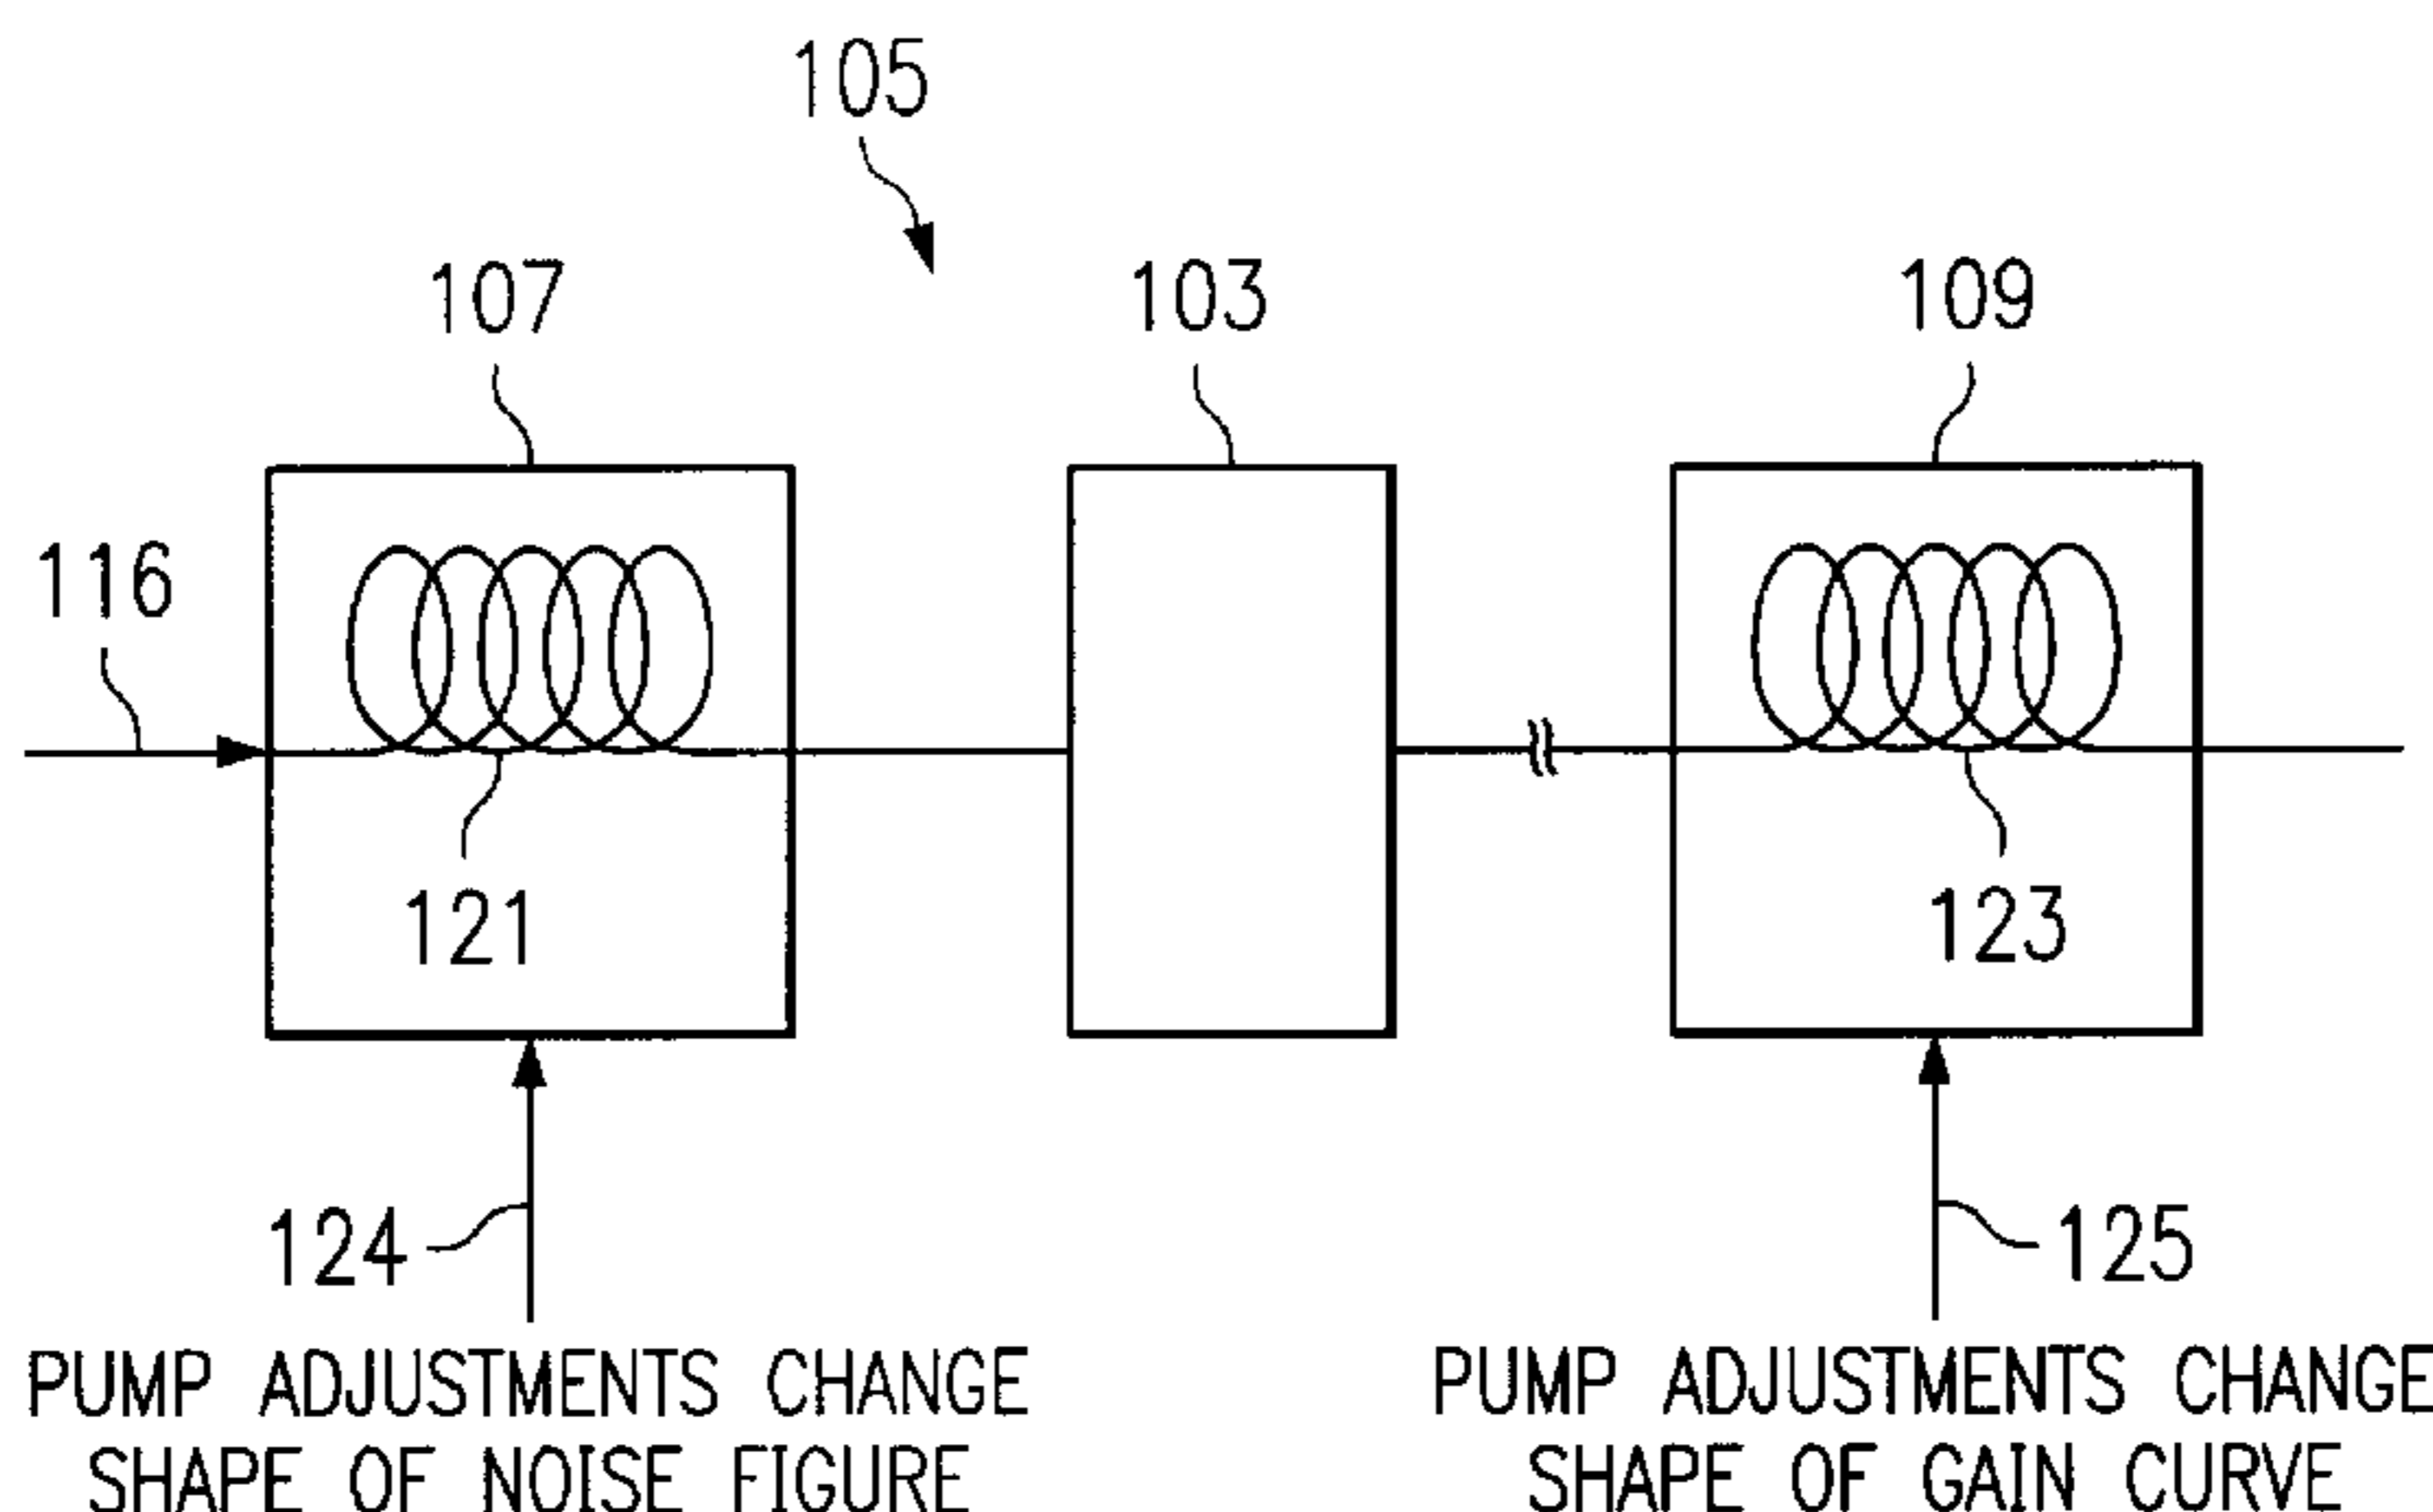 105
107
103
109
116
121
123
124
125
PUMP ADJUSTMENTS CHANGE
SHAPE OF NOISE FIGURE
PUMP ADJUSTMENTS CHANGE
SHAPE OF GAIN CURVE